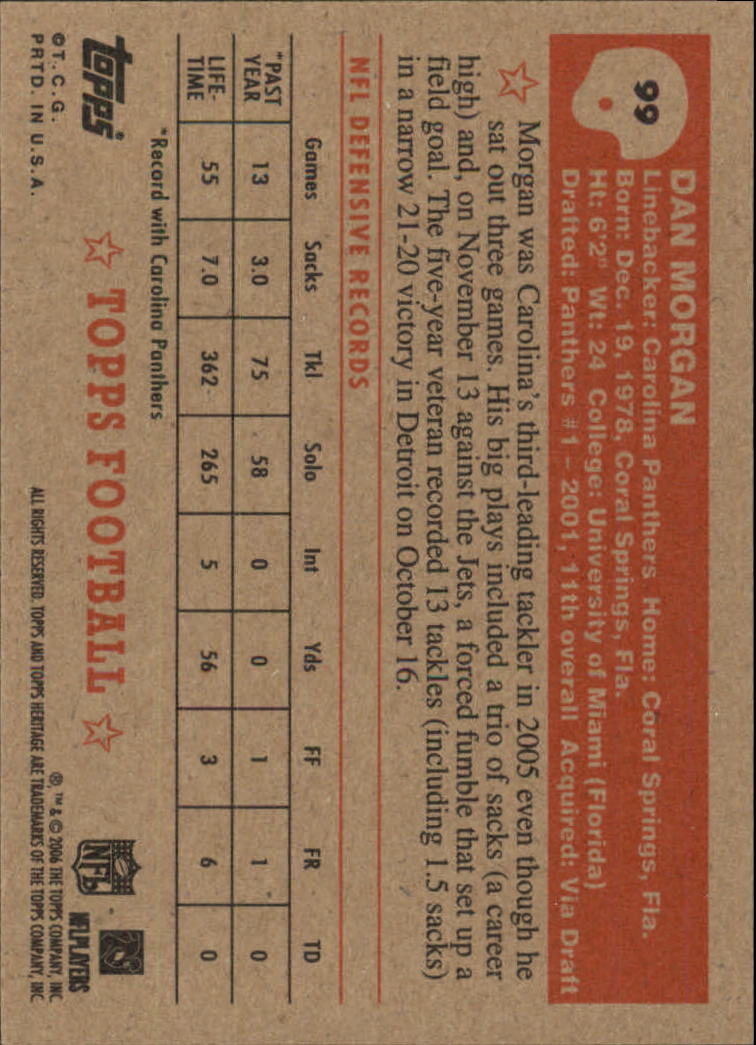 99
DAN MORGAN
Linebacker: Carolina Panthers Home: Coral Springs, Fla.
Born: Dec. 19, 1978, Coral Springs, Fla.
Ht: 6'2" Wt: 24 College: University of Miami (Florida)
Drafted: Panthers #1 – 2001, 11th overall Acquired: Via Draft
Morgan was Carolina's third-leading tackler in 2005 even though he
sat out three games. His big plays included a trio of sacks (a career
high) and, on November 13 against the Jets, a forced fumble that set up a
field goal. The five-year veteran recorded 13 tackles (including 1.5 sacks)
in a narrow 21-20 victory in Detroit on October 16.
NFL DEFENSIVE RECORDS
Games Sacks Tkl Solo Int Yds FF FR TD
*PAST YEAR 13 3.0 75 58 0 0 1 1 0
LIFE-TIME 55 7.0 362 265 5 56 3 6 0
*Record with Carolina Panthers
topps
TOPPS FOOTBALL
NFL
NFLPLAYERS
©T.C.G.
PRTD. IN U.S.A.
®, ™ & © 2006 THE TOPPS COMPANY, INC
ALL RIGHTS RESERVED. TOPPS AND TOPPS HERITAGE ARE TRADEMARKS OF THE TOPPS COMPANY, INC